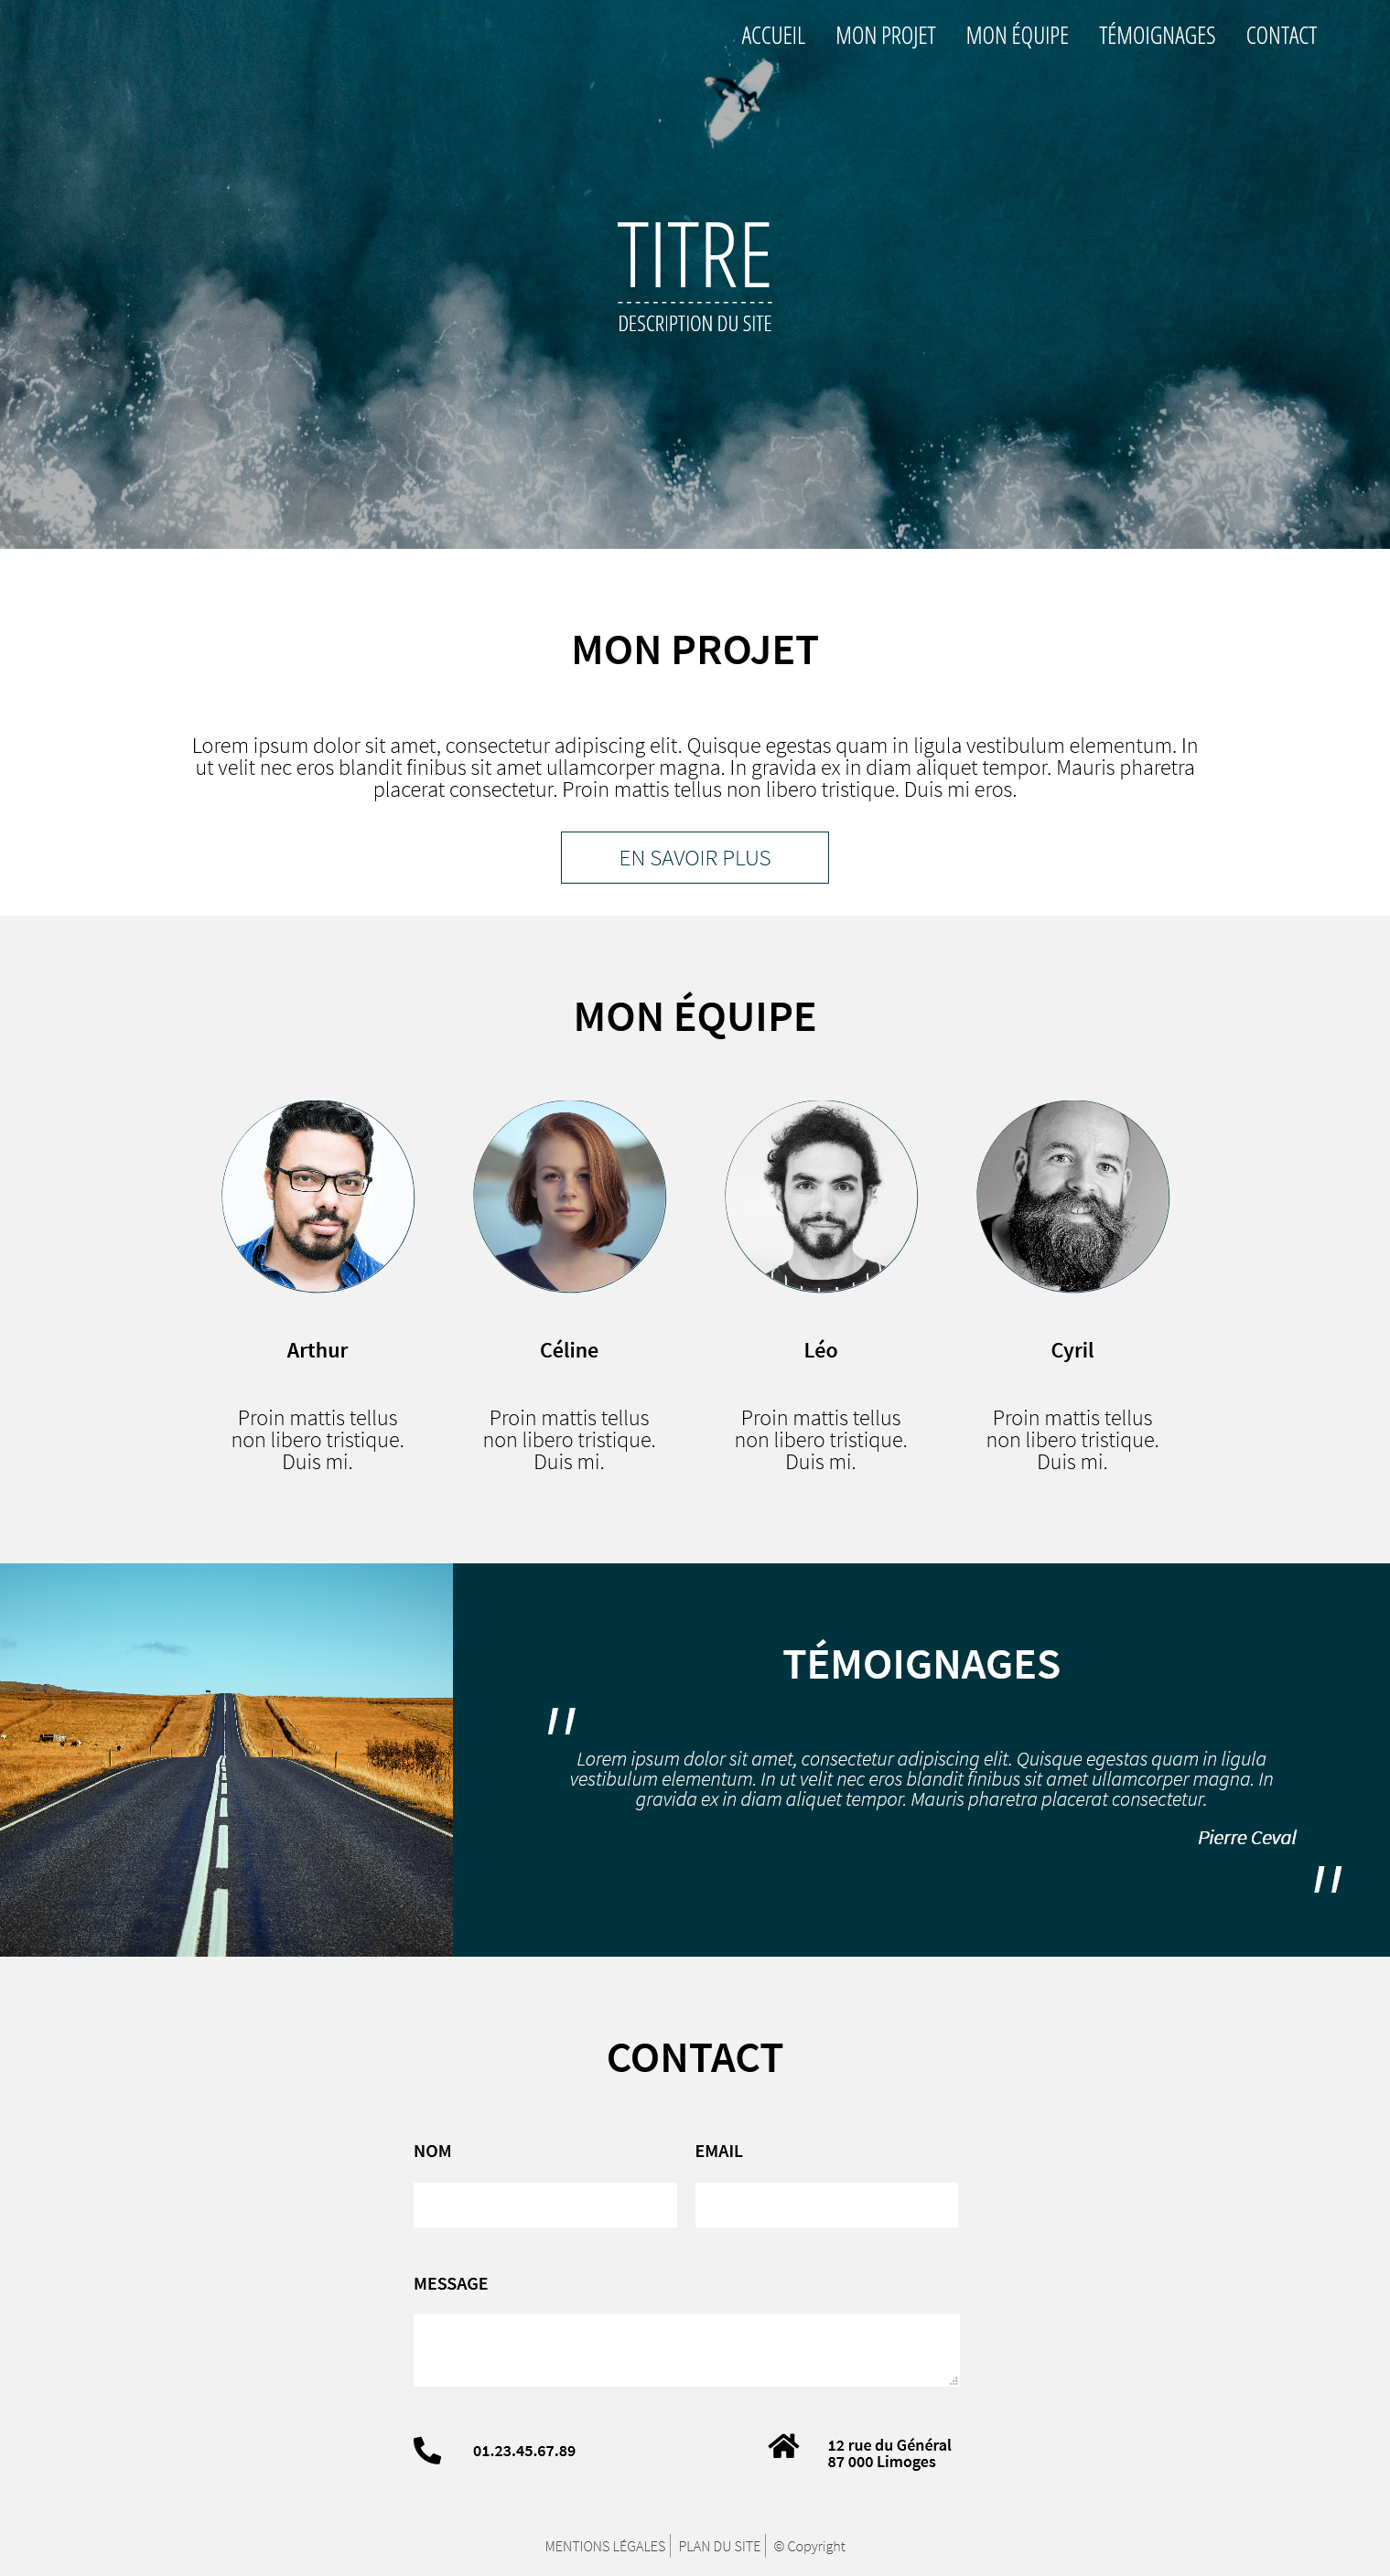 ACCUEIL MON PROJET MON ÉQUIPE TÉMOIGNAGES CONTACT
TITRE
DESCRIPTION DU SITE
MON PROJET
Lorem ipsum dolor sit amet, consectetur adipiscing elit. Quisque egestas quam in ligula vestibulum elementum. In
ut velit nec eros blandit finibus sit amet ullamcorper magna. In gravida ex in diam aliquet tempor. Mauris pharetra
placerat consectetur. Proin mattis tellus non libero tristique. Duis mi eros.
EN SAVOIR PLUS
MON ÉQUIPE
Arthur
Proin mattis tellus
non libero tristique.
Duis mi.
Céline
Proin mattis tellus
non libero tristique.
Duis mi.
Léo
Proin mattis tellus
non libero tristique.
Duis mi.
Cyril
Proin mattis tellus
non libero tristique.
Duis mi.
TÉMOIGNAGES
"
Lorem ipsum dolor sit amet, consectetur adipiscing elit. Quisque egestas quam in ligula
vestibulum elementum. In ut velit nec eros blandit finibus sit amet ullamcorper magna. In
gravida ex in diam aliquet tempor. Mauris pharetra placerat consectetur.
Pierre Ceval
"
CONTACT
NOM EMAIL
MESSAGE
01.23.45.67.89
12 rue du Général
87 000 Limoges
MENTIONS LÉGALES PLAN DU SITE © Copyright